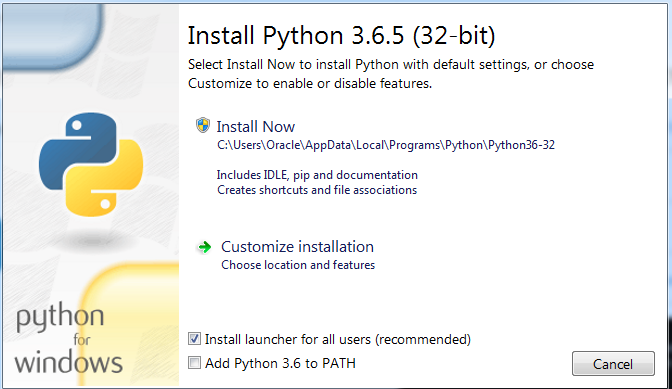 Install Python 3.6.5 (32-bit)
Select Install Now to install Python with default settings, or choose
Customize to enable or disable features.
Install Now
C:\Users\Oracle\AppData\Local\Programs\Python\Python36-32
Includes IDLE, pip and documentation
Creates shortcuts and file associations
Customize installation
Choose location and features
python
for
windows
Install launcher for all users (recommended)
Add Python 3.6 to PATH
Cancel